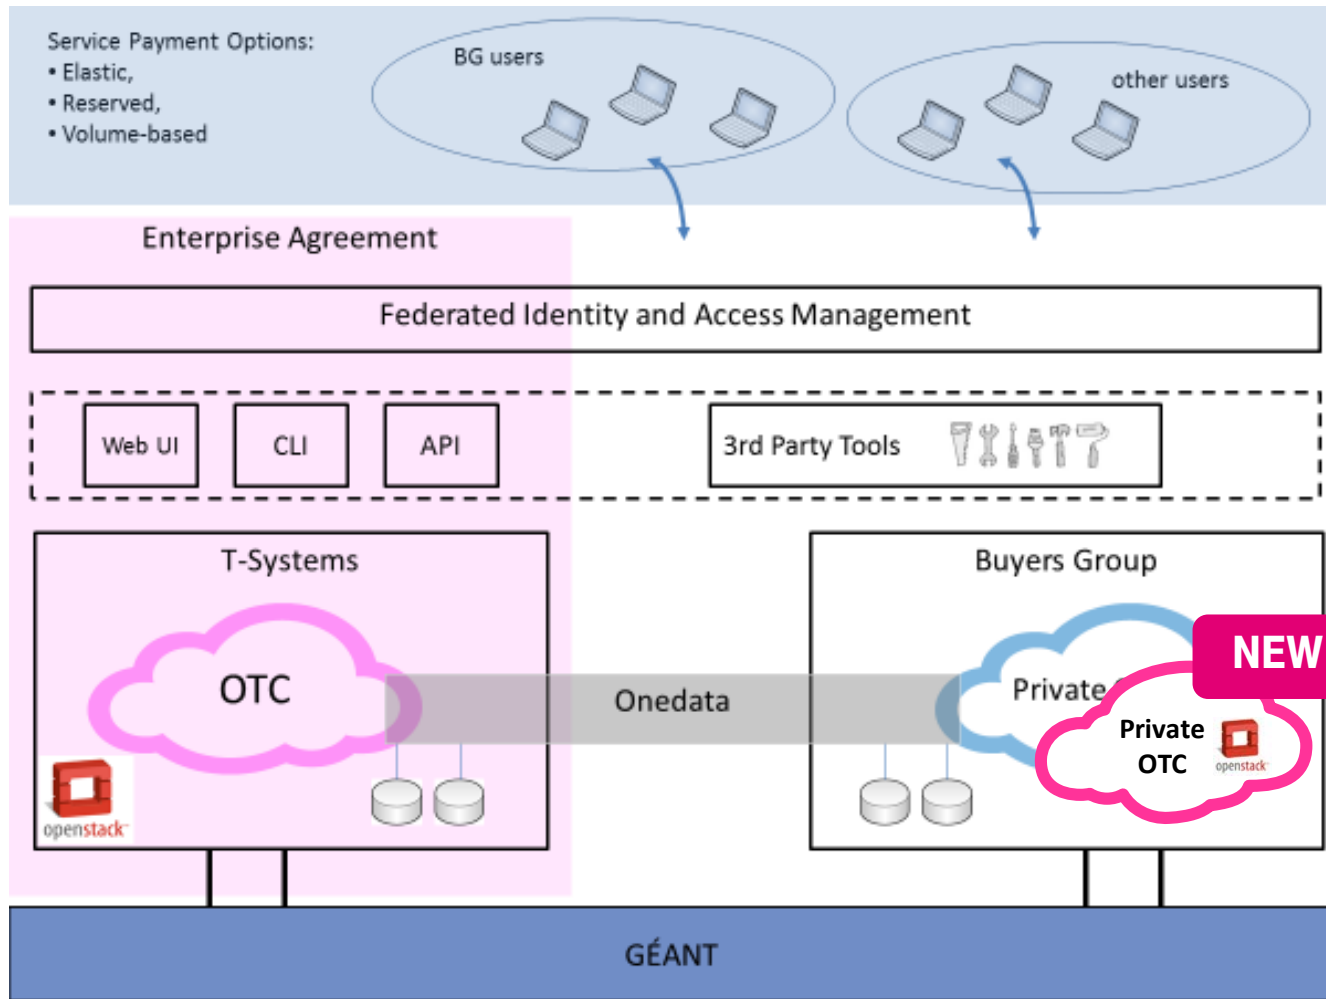 Service Payment Options:
• Elastic,
• Reserved,
• Volume-based
BG users
other users
Enterprise Agreement
Federated Identity and Access Management
Web UI
CLI
API
3rd Party Tools
T-Systems
Buyers Group
OTC
Onedata
Private
NEW
Private
OTC
openstack
openstack
GÉANT